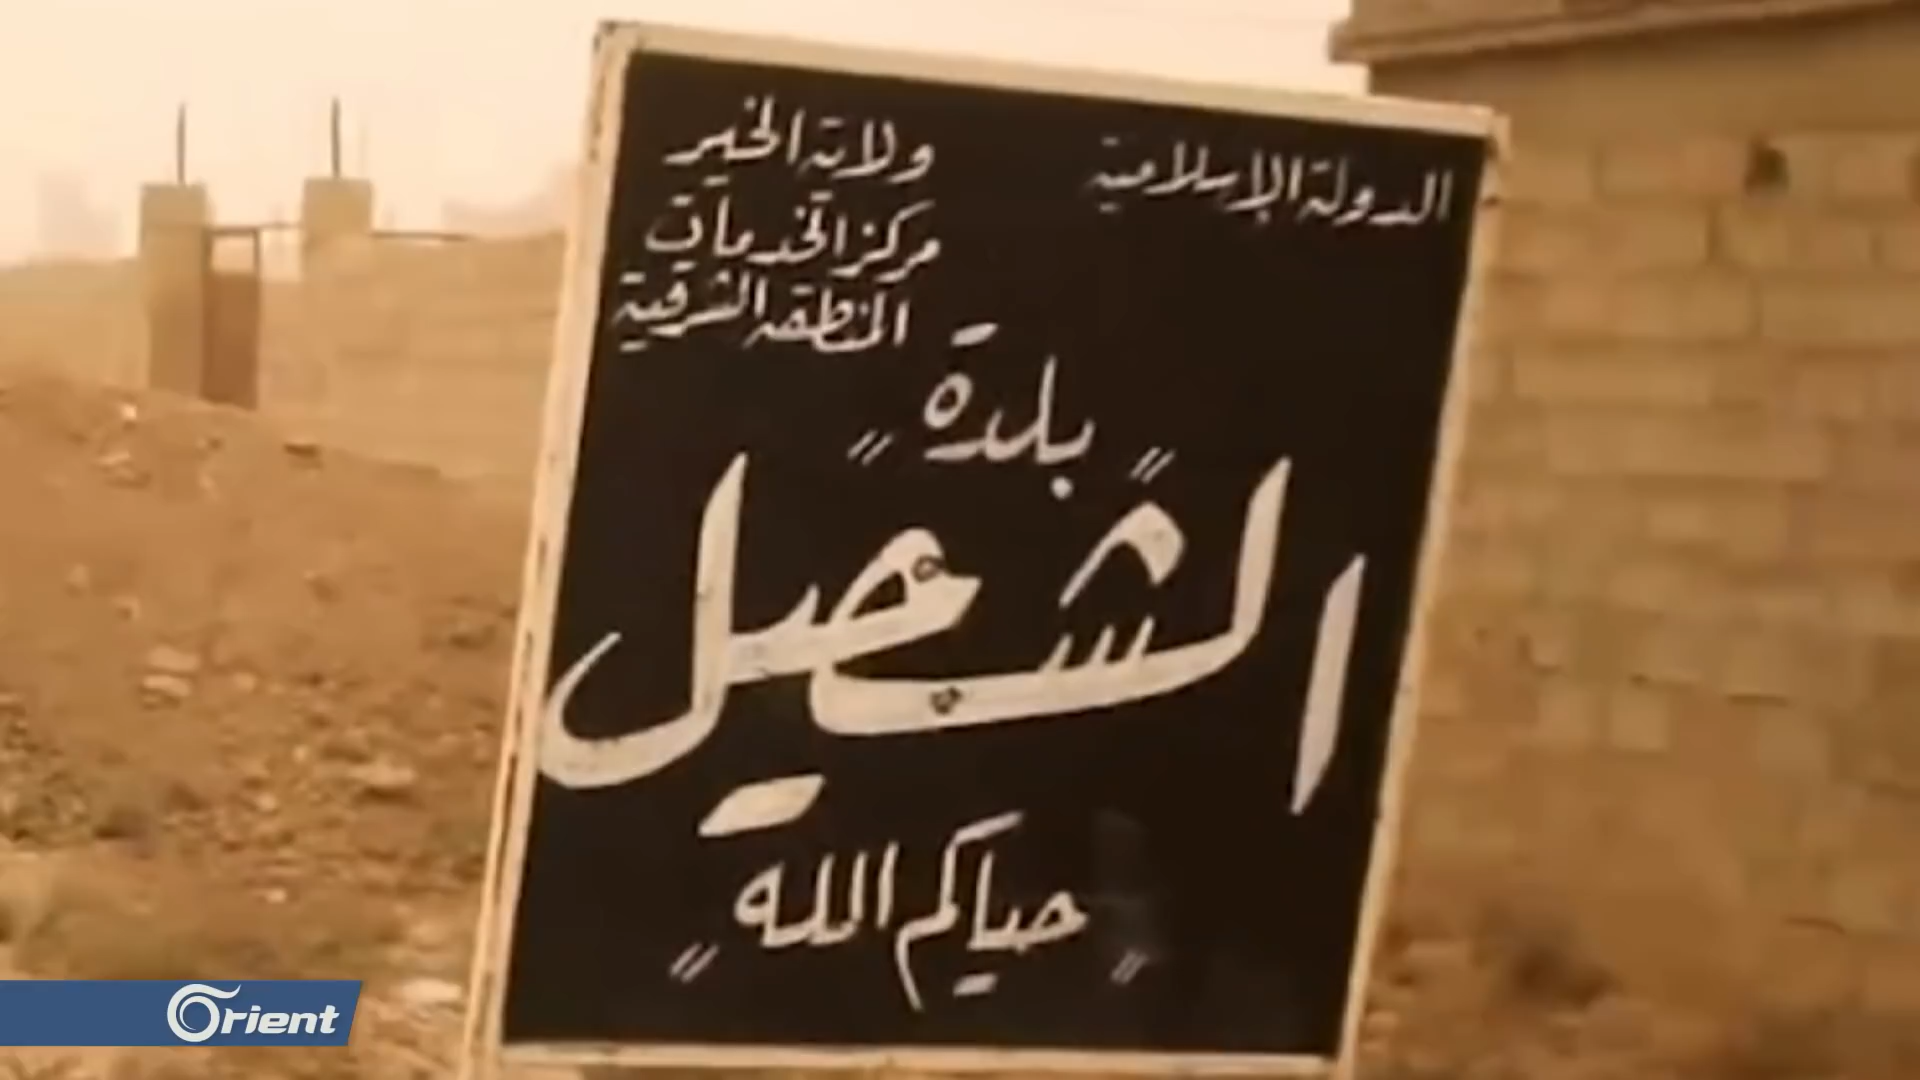 الدولة الإسلامية
ولاية الخير
مركز الخدمات
المنطقة الشرقية
بلدة
"الشحيل"
"حياكم الله"
Orient